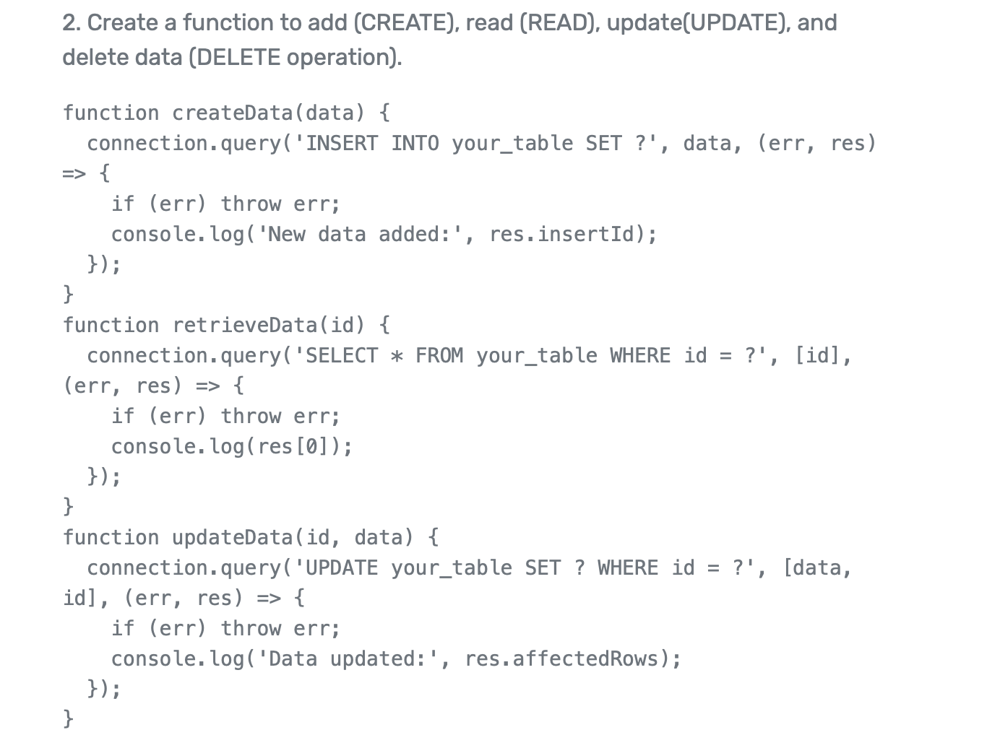 2. Create a function to add (CREATE), read (READ), update(UPDATE), and
delete data (DELETE operation).
function createData(data) {
  connection.query('INSERT INTO your_table SET ?', data, (err, res)
=> {
    if (err) throw err;
    console.log('New data added:', res.insertId);
  });
}
function retrieveData(id) {
  connection.query('SELECT * FROM your_table WHERE id = ?', [id],
(err, res) => {
    if (err) throw err;
    console.log(res[0]);
  });
}
function updateData(id, data) {
  connection.query('UPDATE your_table SET ? WHERE id = ?', [data,
id], (err, res) => {
    if (err) throw err;
    console.log('Data updated:', res.affectedRows);
  });
}